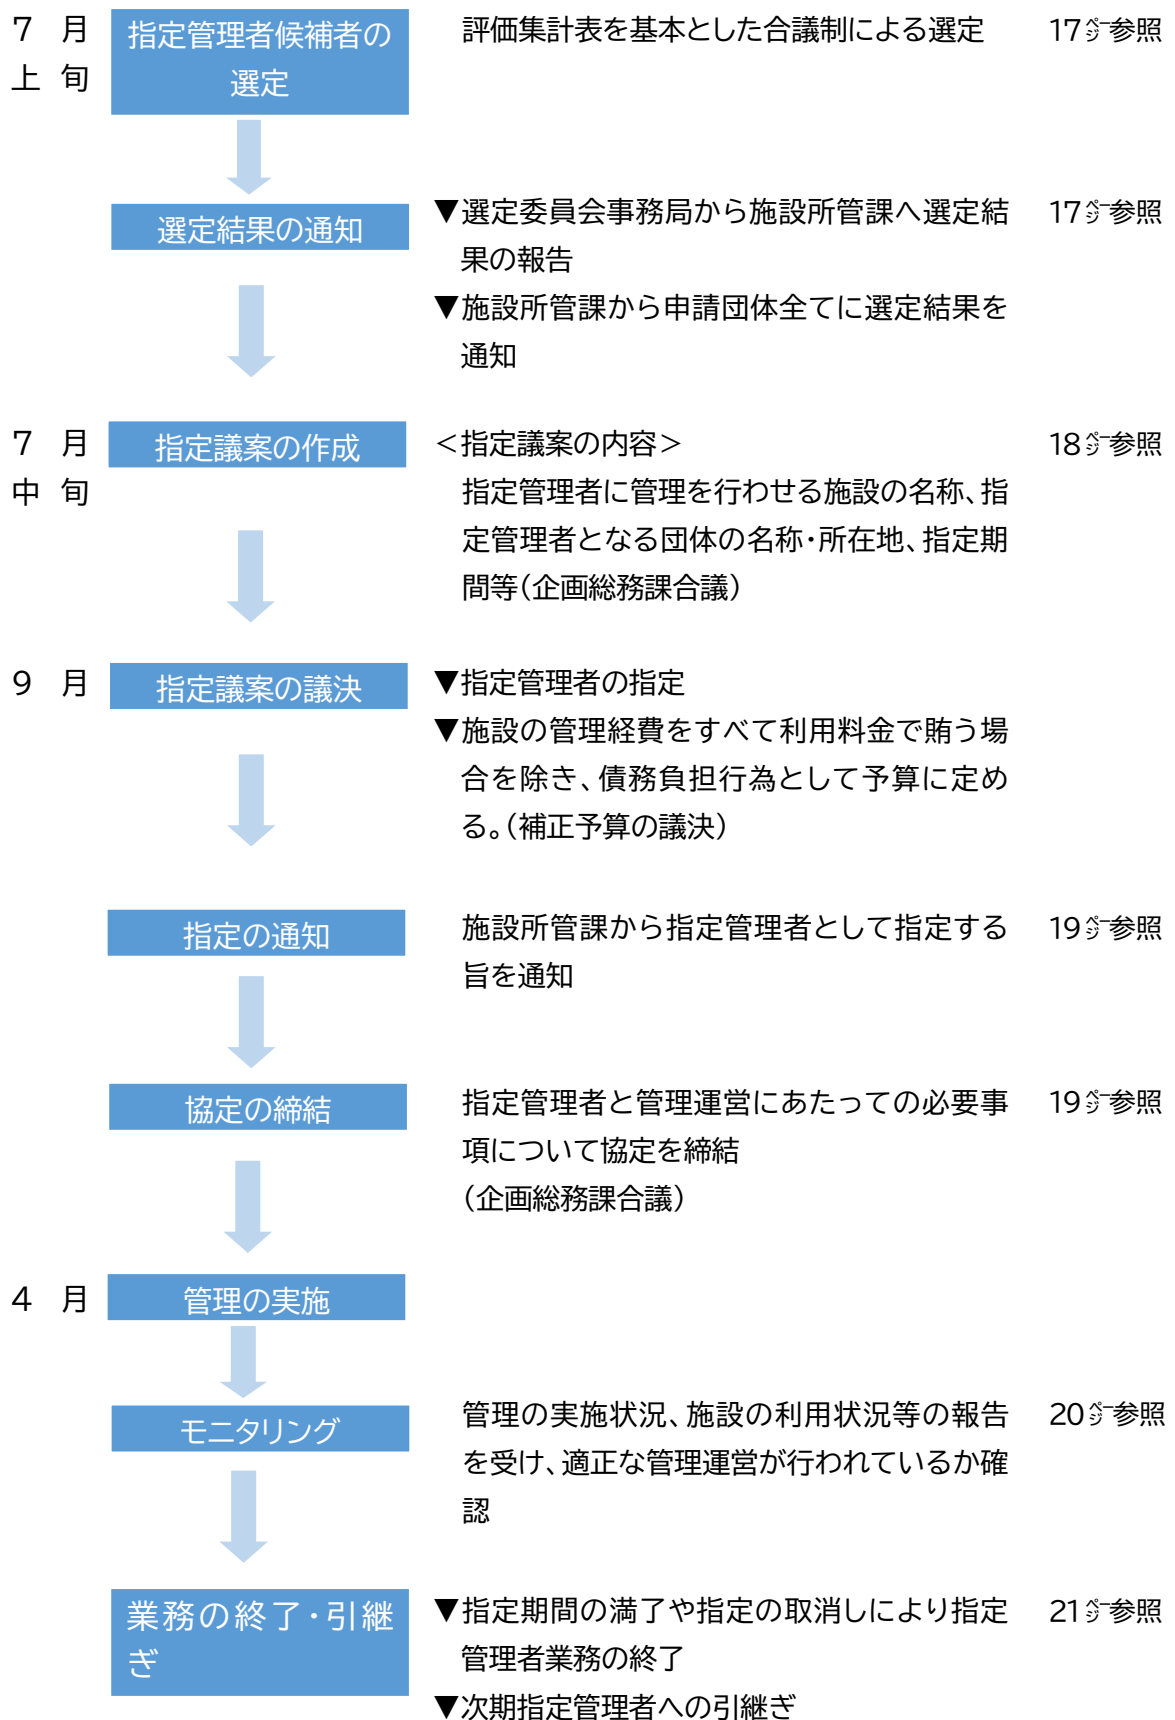 7 月
上 旬
指定管理者候補者の
選定
評価集計表を基本とした合議制による選定
17㌻参照
選定結果の通知
▼選定委員会事務局から施設所管課へ選定結
果の報告
▼施設所管課から申請団体全てに選定結果を
通知
17㌻参照
7 月
中 旬
指定議案の作成
＜指定議案の内容＞
指定管理者に管理を行わせる施設の名称、指
定管理者となる団体の名称・所在地、指定期
間等（企画総務課合議）
18㌻参照
9 月
指定議案の議決
▼指定管理者の指定
▼施設の管理経費をすべて利用料金で賄う場
合を除き、債務負担行為として予算に定め
る。（補正予算の議決）
指定の通知
施設所管課から指定管理者として指定する
旨を通知
19㌻参照
協定の締結
指定管理者と管理運営にあたっての必要事
項について協定を締結
（企画総務課合議）
19㌻参照
4 月
管理の実施
モニタリング
管理の実施状況、施設の利用状況等の報告
を受け、適正な管理運営が行われているか確
認
20㌻参照
業務の終了・引継
ぎ
▼指定期間の満了や指定の取消しにより指定
管理者業務の終了
▼次期指定管理者への引継ぎ
21㌻参照